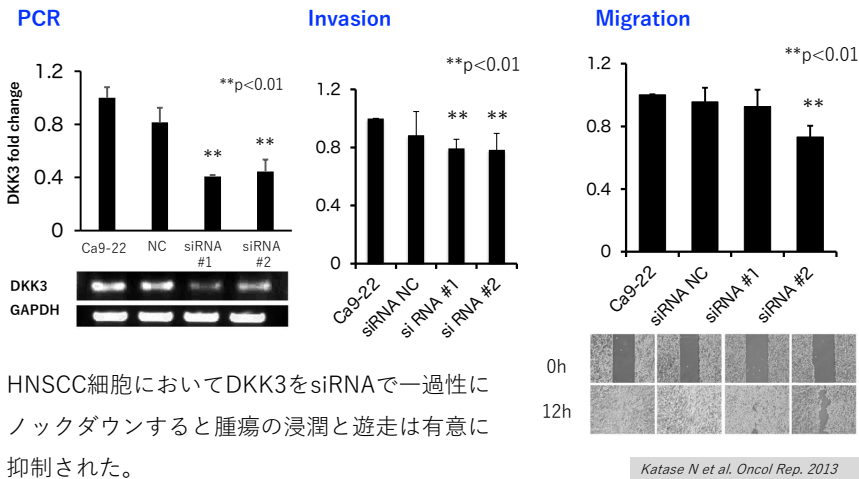 PCR
Invasion
Migration
DKK3 fold change
1.2
0.8
0.4
0
**p<0.01
**
**
Ca9-22
NC
siRNA #1
siRNA #2
DKK3
GAPDH
**p<0.01
1.2
0.8
0.4
0
**
**
Ca9-22
siRNA NC
si RNA #1
si RNA #2
**p<0.01
1.2
0.8
0.4
0
**
Ca9-22
siRNA NC
siRNA #1
siRNA #2
0h
12h
HNSCC細胞においてDKK3をsiRNAで一過性に
ノックダウンすると腫瘍の浸潤と遊走は有意に
抑制された。
Katase N et al. Oncol Rep. 2013